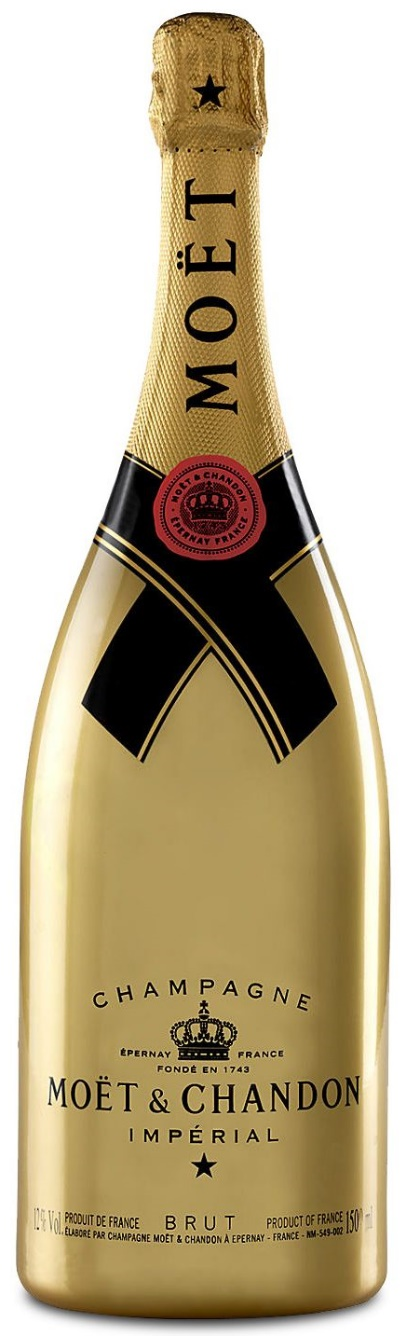 MOËT
MOËT & CHANDON
ÉPERNAY FRANCE
CHAMPAGNE
ÉPERNAY FRANCE
FONDÉ EN 1743
MOËT & CHANDON
IMPÉRIAL
12% Vol. PRODUIT DE FRANCE BRUT PRODUCT OF FRANCE ml
ÉLABORÉ PAR CHAMPAGNE MOËT & CHANDON À EPERNAY - FRANCE - NM-549-002